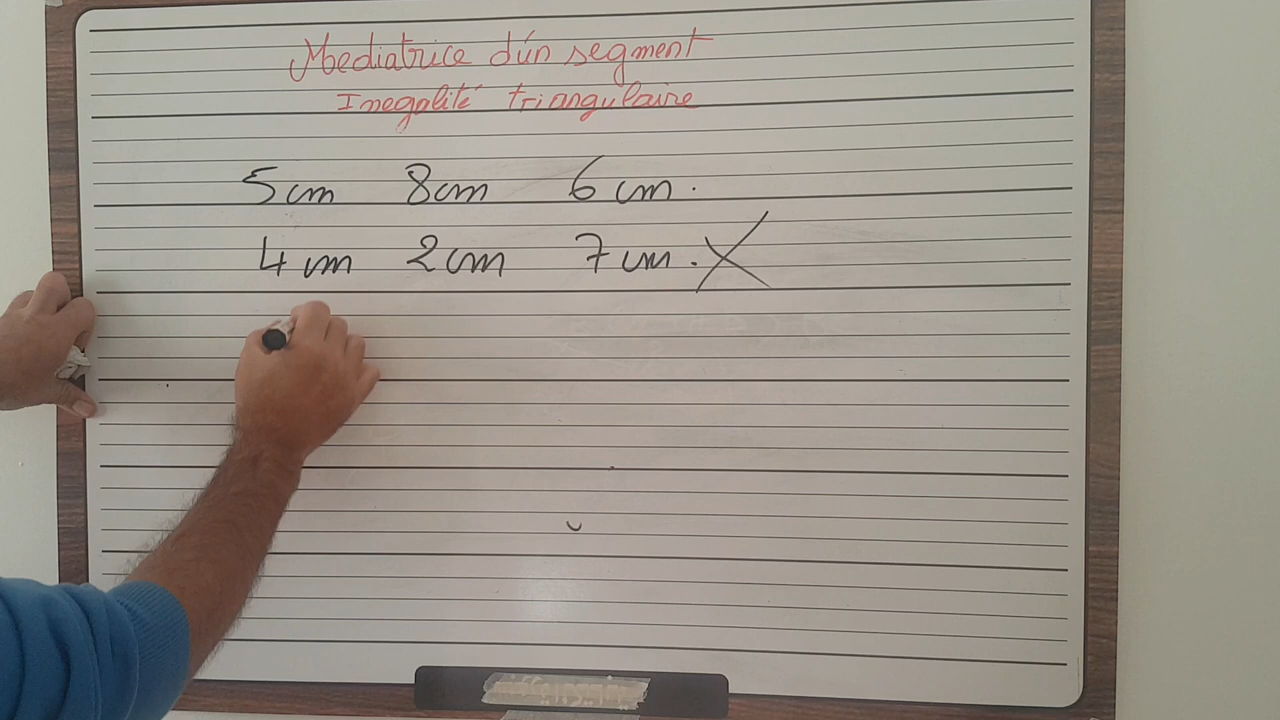 Mediatrice d'un segment
Inegalité triangulaire
5cm 8cm 6cm.
4cm 2cm 7cm. X